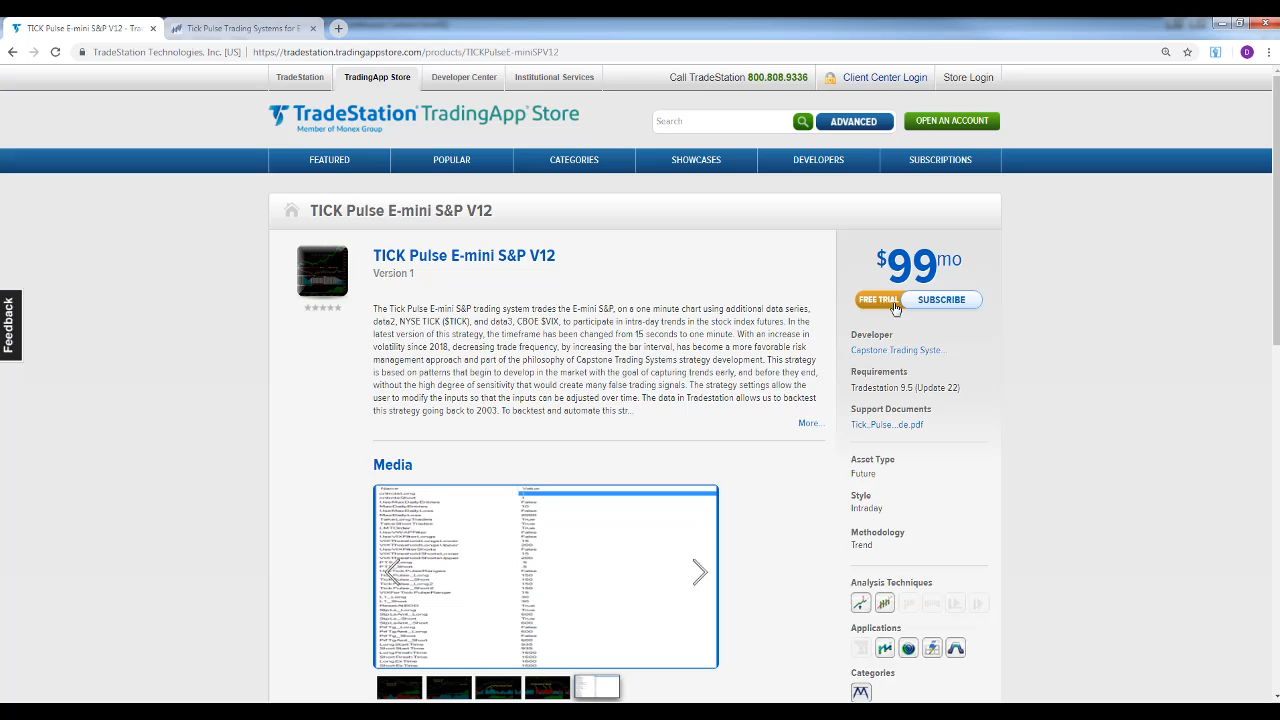 TICK Pulse E-mini S&P V12 - Trad
Tick Pulse Trading Systems for E
TradeStation Technologies, Inc. [US]
https://tradestation.tradingappstore.com/products/TICKPulseE-miniSPV12
D
TradeStation
TradingApp Store
Developer Center
Institutional Services
Call TradeStation 800.808.9336
Client Center Login
Store Login
TradeStation TradingApp Store
Member of Monex Group
Search
ADVANCED
OPEN AN ACCOUNT
FEATURED
POPULAR
CATEGORIES
SHOWCASES
DEVELOPERS
SUBSCRIPTIONS
TICK Pulse E-mini S&P V12
TICK Pulse E-mini S&P V12
Version 1
The Tick Pulse E-mini S&P trading system trades the E-mini S&P, on a one minute chart using additional data series,
data2, NYSE TICK ($TICK), and data3, CBOE $VIX, to participate in intra-day trends in the stock index futures. In the
latest version of this strategy, the timeframe has been changed from 15 seconds to one minute. With an increase in
volatility since 2018, decreasing trade frequency, by increasing the bar interval, has become a more favorable risk
management approach and part of the philosophy of Capstone Trading Systems strategy development. This strategy
is based on patterns that begin to develop in the market with the goal of capturing trends early, and before they end,
without the high degree of sensitivity that would create many false trading signals. The strategy settings allow the
user to modify the inputs so that the inputs can be adjusted over time. The data in Tradestation allows us to backtest
this strategy going back to 2003. To backtest and automate this str...
More...
Media
Name Value
$99mo
FREE TRIAL
SUBSCRIBE
Developer
Capstone Trading Syste...
Requirements
Tradestation 9.5 (Update 22)
Support Documents
Tick_Pulse...de.pdf
Asset Type
Future
Style
Intraday
Methodology
Trend
Analysis Techniques
Applications
Categories
Feedback